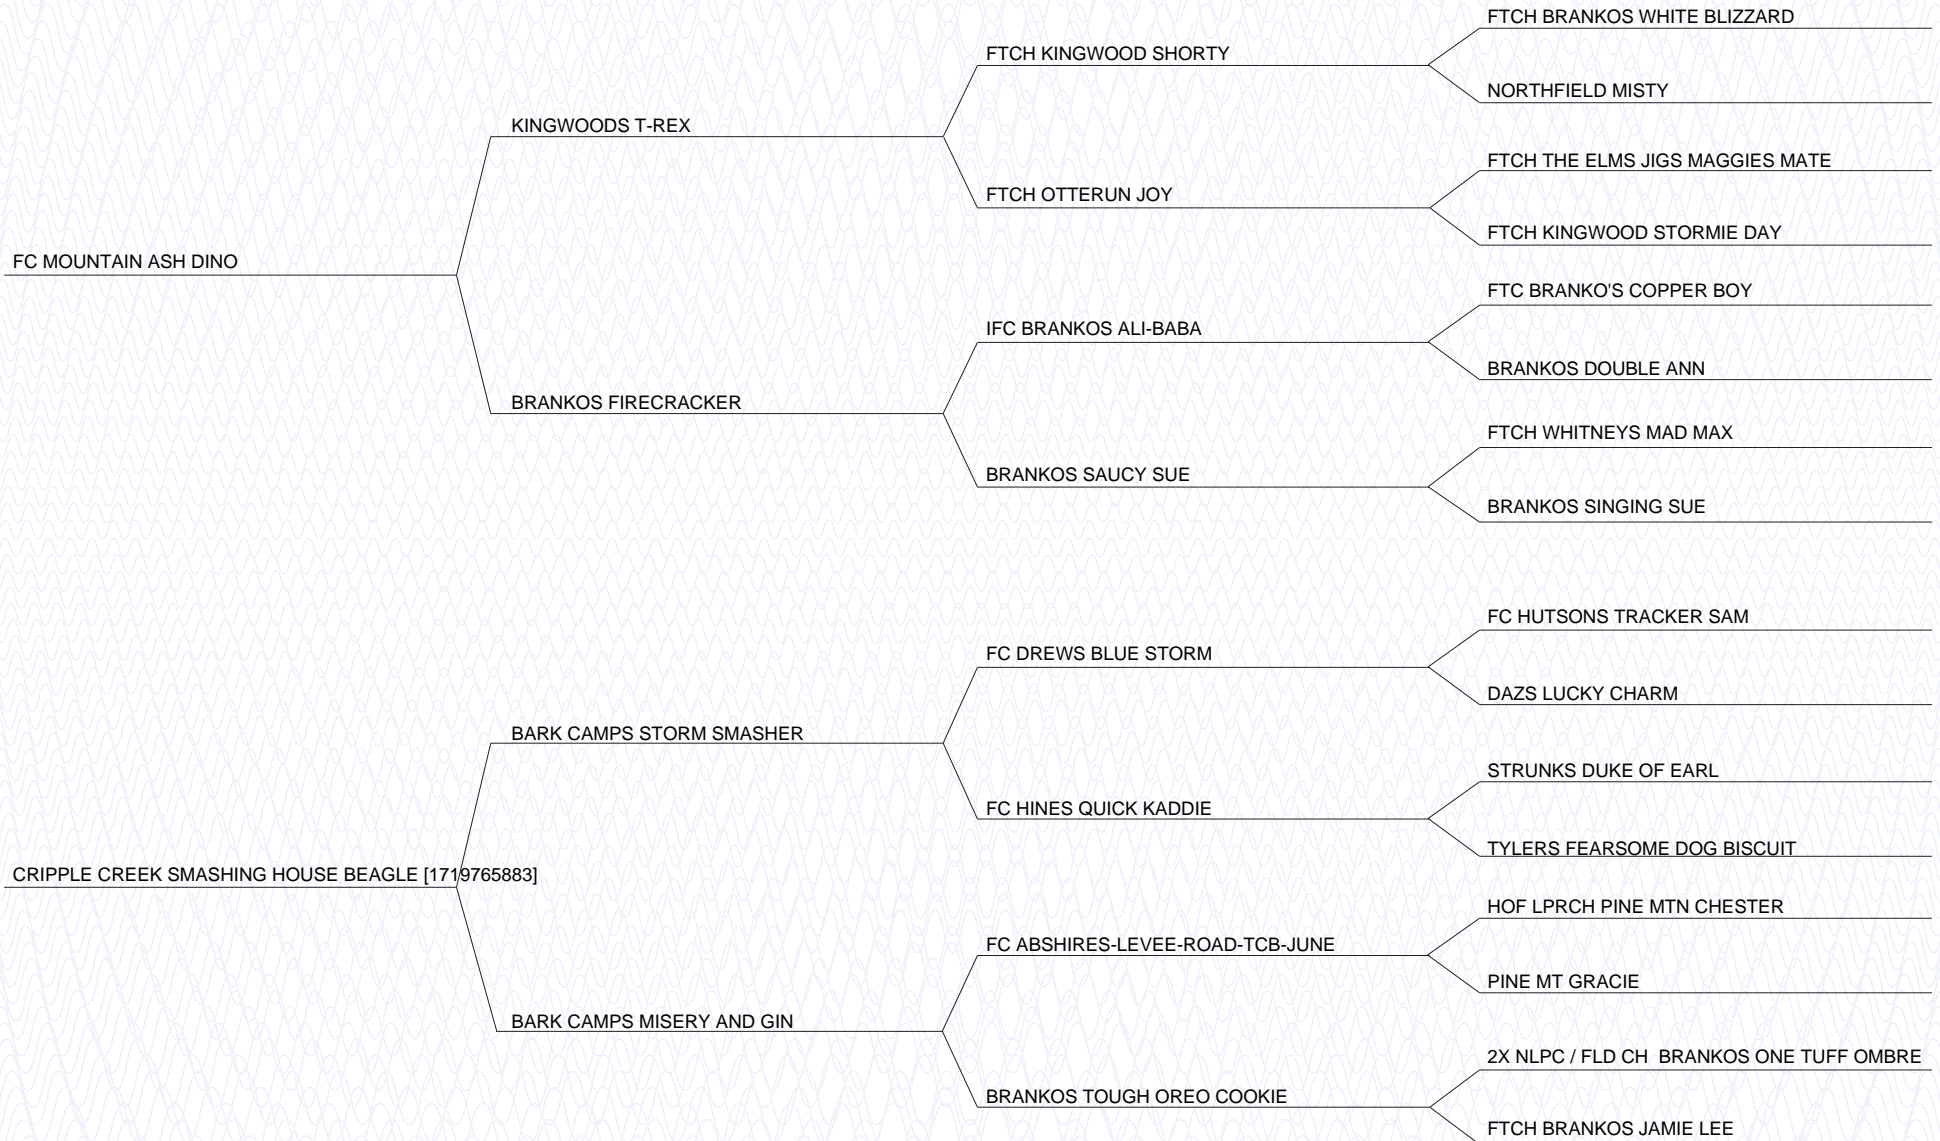 FTCH BRANKOS WHITE BLIZZARD
FTCH KINGWOOD SHORTY
NORTHFIELD MISTY
KINGWOODS T-REX
FTCH THE ELMS JIGS MAGGIES MATE
FTCH OTTERUN JOY
FTCH KINGWOOD STORMIE DAY
FC MOUNTAIN ASH DINO
FTC BRANKO'S COPPER BOY
IFC BRANKOS ALI-BABA
BRANKOS DOUBLE ANN
BRANKOS FIRECRACKER
FTCH WHITNEYS MAD MAX
BRANKOS SAUCY SUE
BRANKOS SINGING SUE
FC HUTSONS TRACKER SAM
FC DREWS BLUE STORM
DAZS LUCKY CHARM
BARK CAMPS STORM SMASHER
STRUNKS DUKE OF EARL
FC HINES QUICK KADDIE
TYLERS FEARSOME DOG BISCUIT
CRIPPLE CREEK SMASHING HOUSE BEAGLE [1719765883]
HOF LPRCH PINE MTN CHESTER
FC ABSHIRES-LEVEE-ROAD-TCB-JUNE
PINE MT GRACIE
BARK CAMPS MISERY AND GIN
2X NLPC / FLD CH  BRANKOS ONE TUFF OMBRE
BRANKOS TOUGH OREO COOKIE
FTCH BRANKOS JAMIE LEE